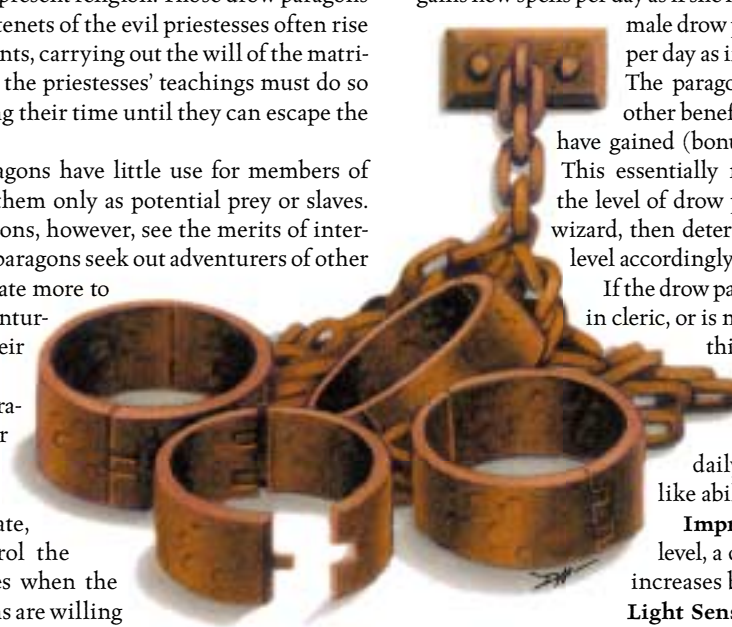 present religion. Those drow paragons
tenets of the evil priestesses often rise
nts, carrying out the will of the matri-
the priestesses' teachings must do so
ng their time until they can escape the
agons have little use for members of
them only as potential prey or slaves.
ons, however, see the merits of inter-
paragons seek out adventurers of other
ate more to
ntur-
eir
ra-
r
ate,
rol the
es when the
ns are willing
gains new spells per day as if she
male drow
per day as i
The parago
other benef
have gained (bonu
This essentially
the level of drow
wizard, then deter
level accordingly
If the drow pa
in cleric, or is n
thi
daily
like abil
Impr
level, a
increases b
Light Sens